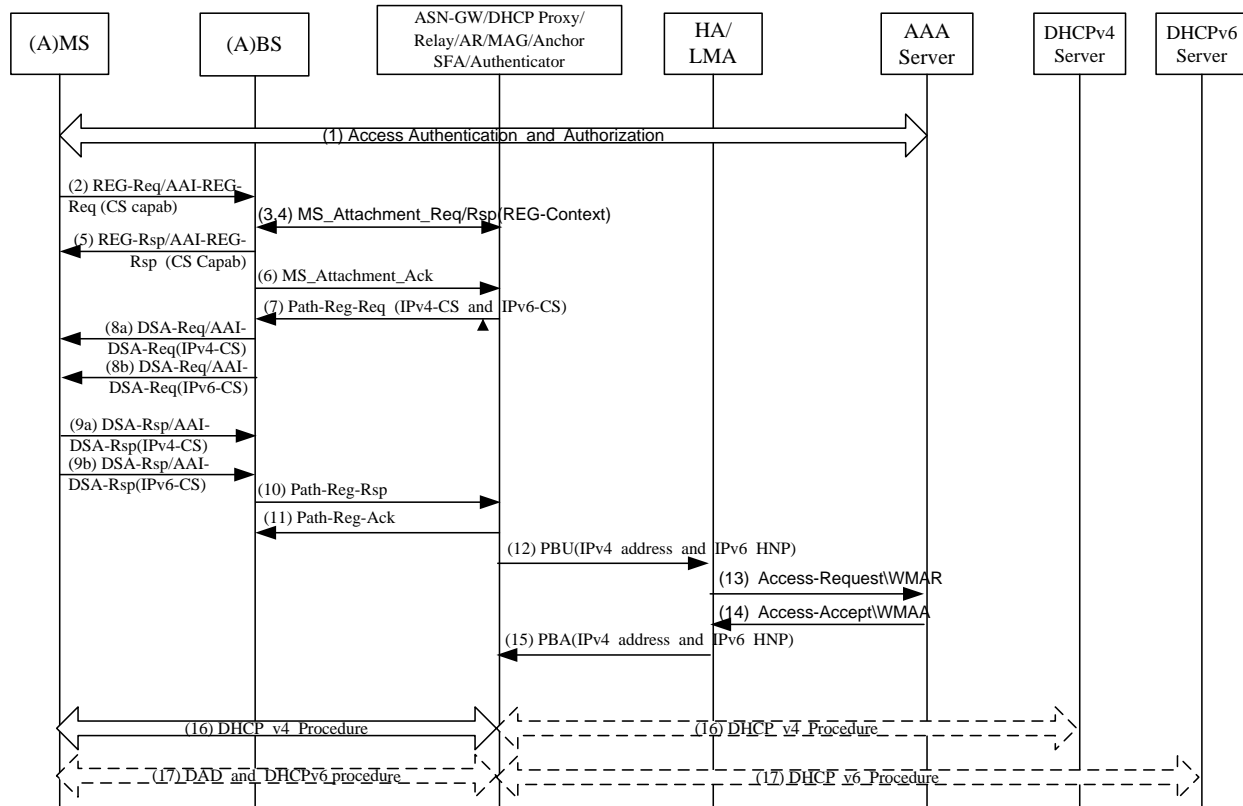 (A)MS
(A)BS
ASN-GW/DHCP Proxy/
Relay/AR/MAG/Anchor
SFA/Authenticator
HA/
LMA
AAA
Server
DHCPv4
Server
DHCPv6
Server
(1) Access Authentication and Authorization
(2) REG-Req/AAI-REG-
Req (CS capab)
(3,4) MS_Attachment_Req/Rsp(REG-Context)
(5) REG-Rsp/AAI-REG-
Rsp (CS Capab)
(6) MS_Attachment_Ack
(7) Path-Reg-Req (IPv4-CS and IPv6-CS)
(8a) DSA-Req/AAI-
DSA-Req(IPv4-CS)
(8b) DSA-Req/AAI-
DSA-Req(IPv6-CS)
(9a) DSA-Rsp/AAI-
DSA-Rsp(IPv4-CS)
(9b) DSA-Rsp/AAI-
DSA-Rsp(IPv6-CS)
(10) Path-Reg-Rsp
(11) Path-Reg-Ack
(12) PBU(IPv4 address and IPv6 HNP)
(13) Access-Request\WMAR
(14) Access-Accept\WMAA
(15) PBA(IPv4 address and IPv6 HNP)
(16) DHCP v4 Procedure
(16) DHCP v4 Procedure
(17) DAD and DHCPv6 procedure
(17) DHCP v6 Procedure